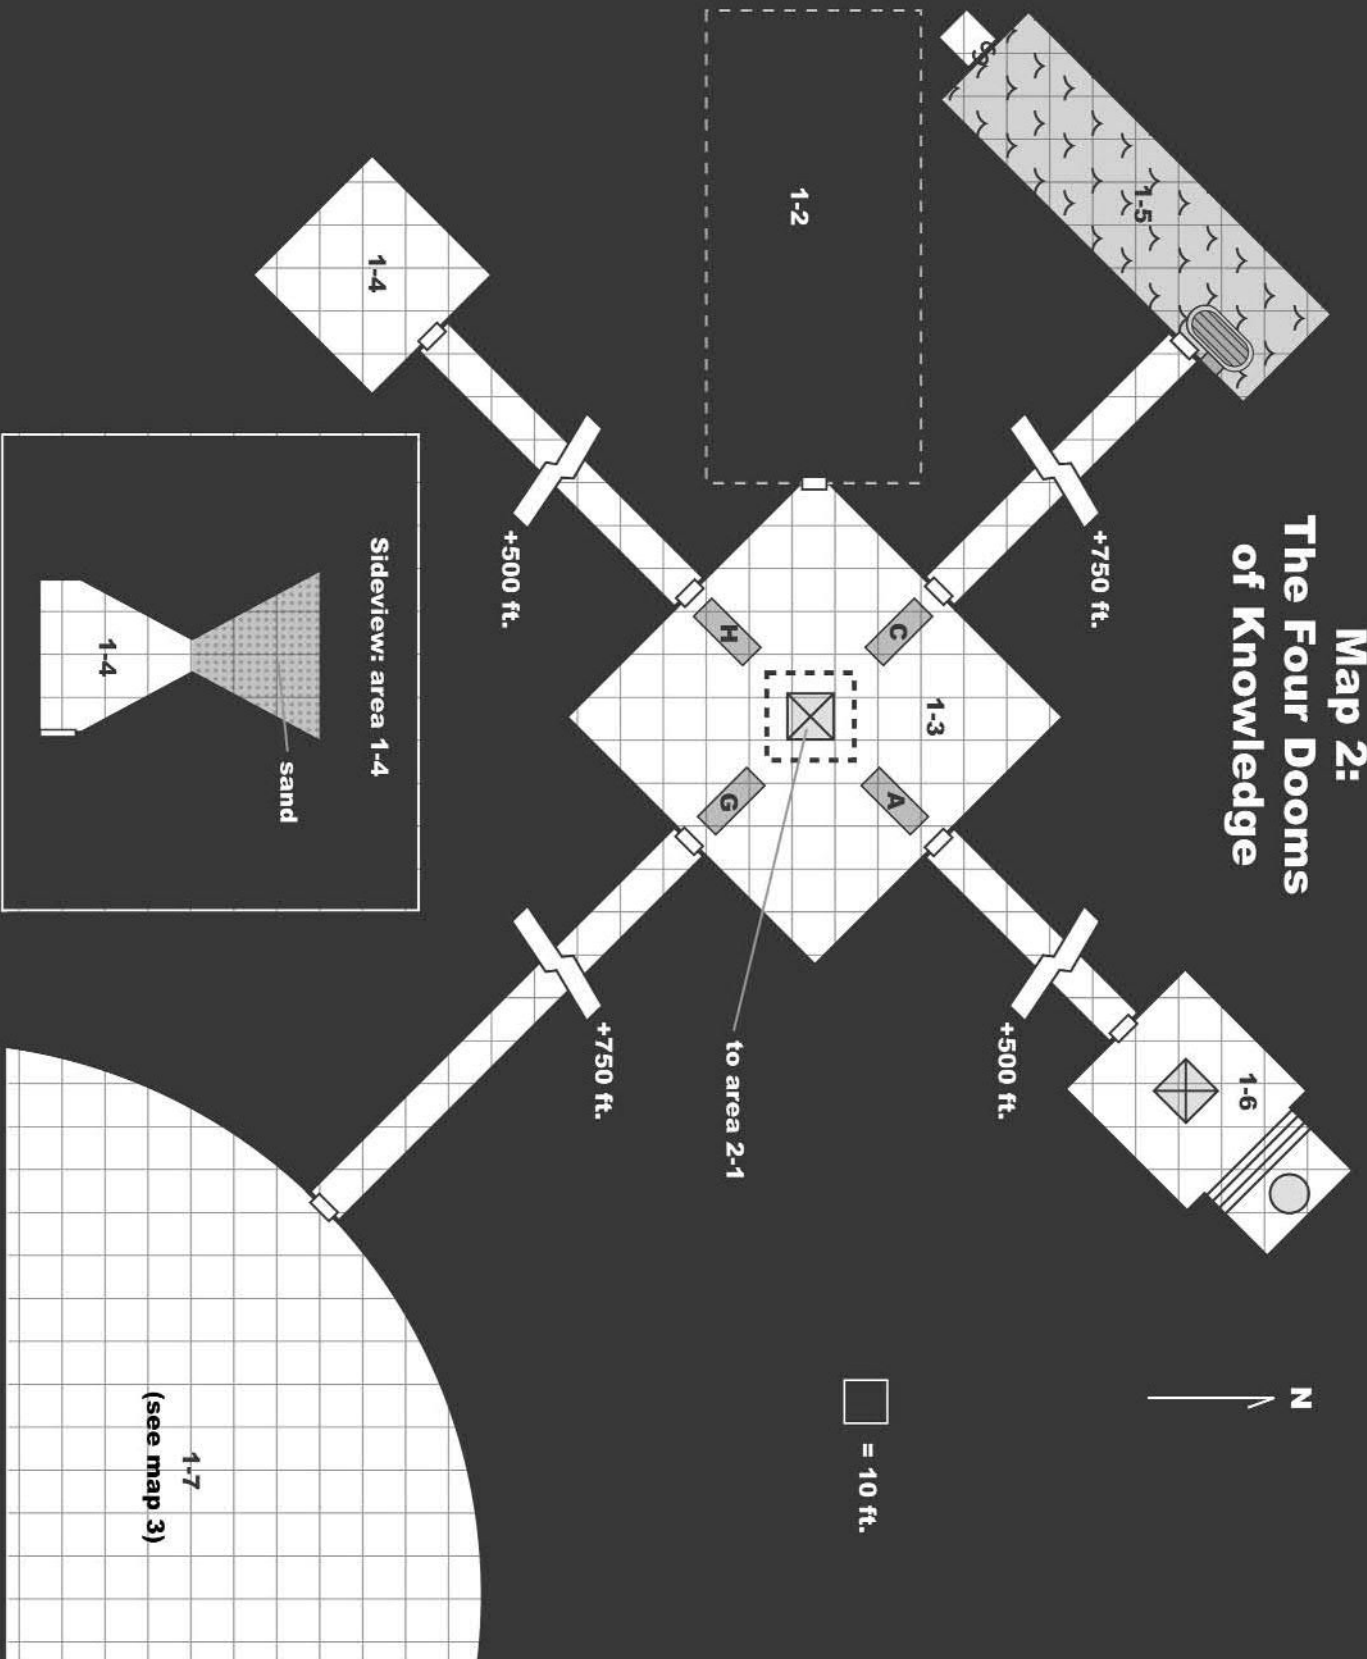 Map 2:
The Four Dooms
of Knowledge
N
= 10 ft.
1-5
S
+750 ft.
1-6
+500 ft.
1-2
1-3
C
A
H
G
to area 2-1
1-4
+500 ft.
+750 ft.
Sideview: area 1-4
sand
1-4
1-7
(see map 3)